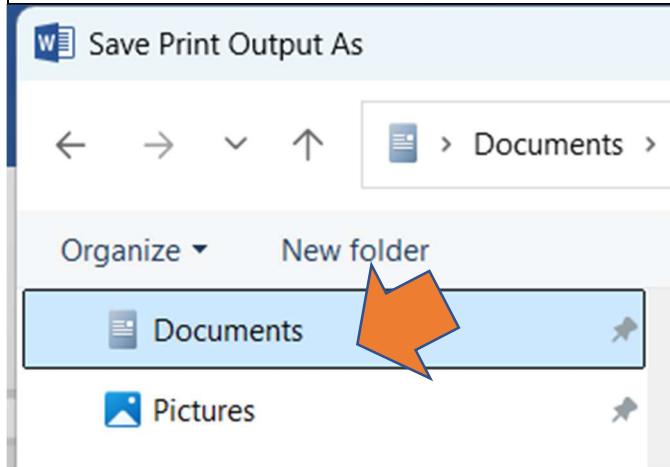 Save Print Output As
Documents
Organize New folder
Documents
Pictures